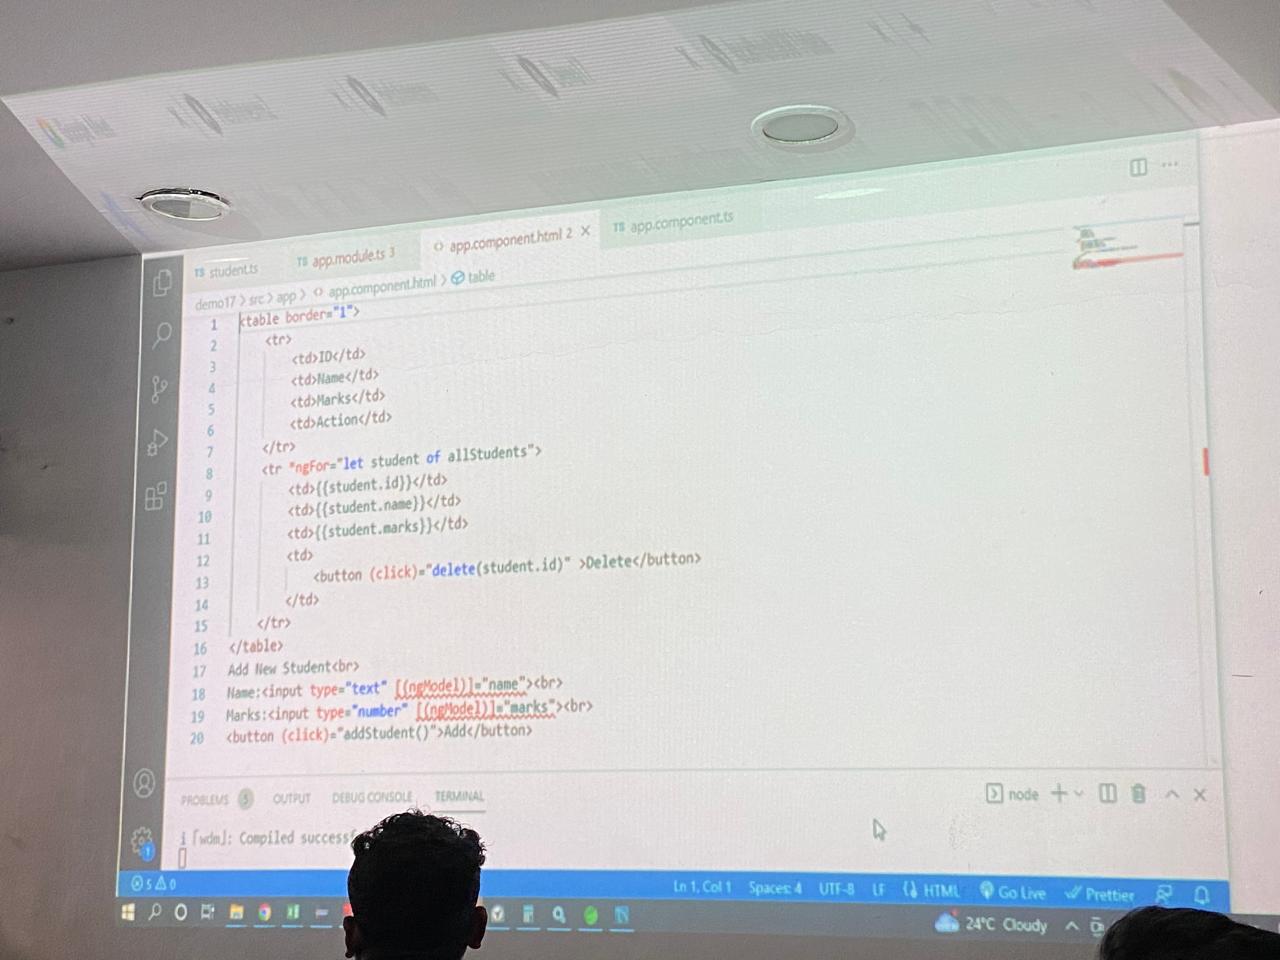 TS student.ts
TS app.module.ts 3
<> app.component.html 2 ×
TS app.component.ts
demo17 > src > app > <> app.component.html > table
1 <table border="1">
2 <tr>
3 <td>ID</td>
4 <td>Name</td>
5 <td>Marks</td>
6 <td>Action</td>
7 </tr>
8 <tr *ngFor="let student of allStudents">
9 <td>{{student.id}}</td>
10 <td>{{student.name}}</td>
11 <td>{{student.marks}}</td>
12 <td>
13 <button (click)="delete(student.id)" >Delete</button>
14 </td>
15 </tr>
16 </table>
17 Add New Student<br>
18 Name:<input type="text" [(ngModel)]="name"><br>
19 Marks:<input type="number" [(ngModel)]="marks"><br>
20 <button (click)="addStudent()">Add</button>
PROBLEMS 5 OUTPUT DEBUG CONSOLE TERMINAL
node
i ｢wdm｣: Compiled success
1
5 0
Ln 1, Col 1 Spaces: 4 UTF-8 LF HTML Go Live Prettier
24°C Cloudy